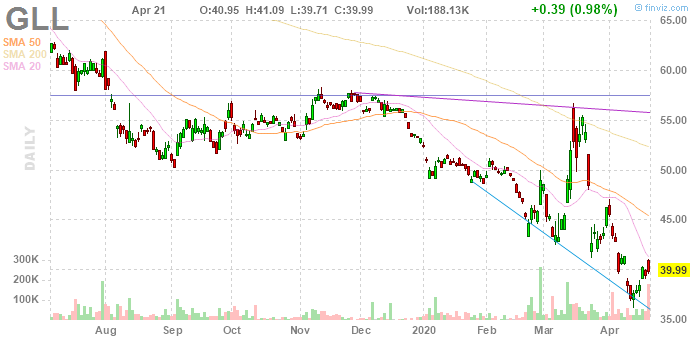 GLL Apr 21 O:40.95 H:41.09 L:39.71 C:39.99 Vol:188.13K +0.39 (0.98%)
© finviz.com
SMA 50
SMA 200
SMA 20
DAILY
65.00
60.00
55.00
50.00
45.00
39.99
35.00
300K
200K
100K
Aug Sep Oct Nov Dec 2020 Feb Mar Apr